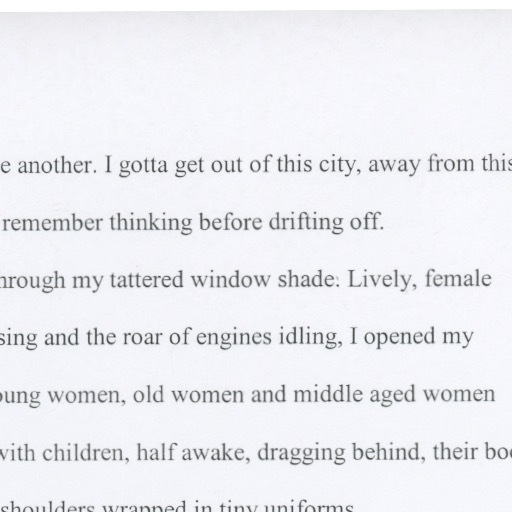 e another. I gotta get out of this city, away from this
remember thinking before drifting off.
hrough my tattered window shade. Lively, female
sing and the roar of engines idling, I opened my
oung women, old women and middle aged women
with children, half awake, dragging behind, their boo
shoulders wrapped in tiny uniforms